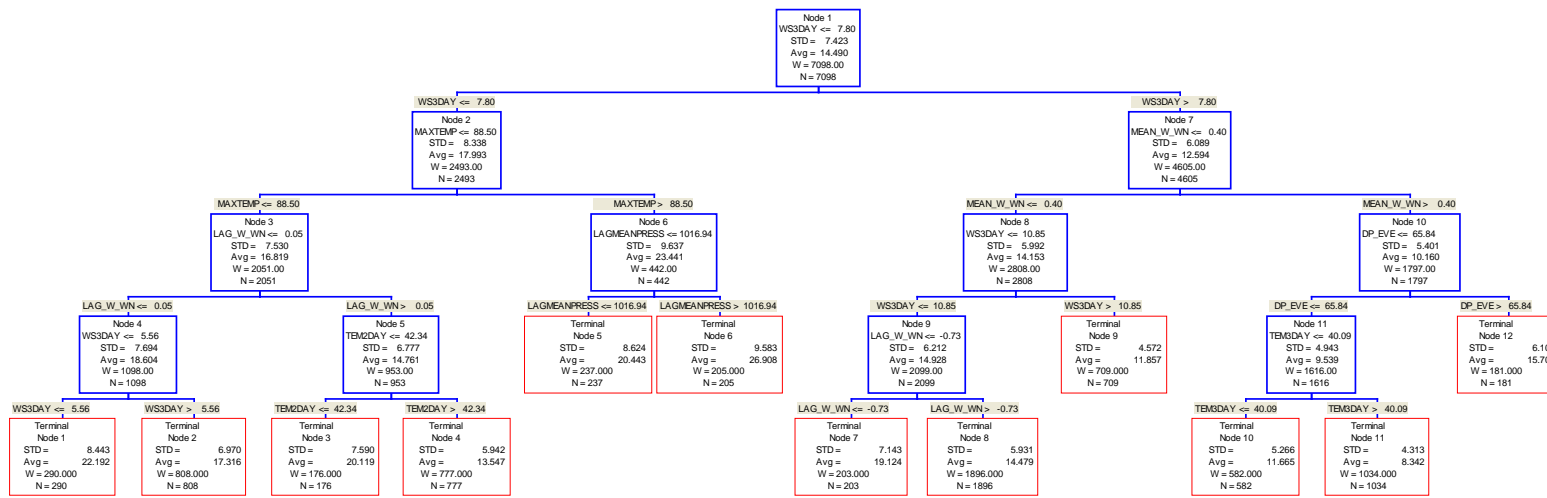 Node 1
WS3DAY <= 7.80
STD = 7.423
Avg = 14.490
W = 7098.00
N = 7098
WS3DAY <= 7.80
WS3DAY > 7.80
Node 2
MAXTEMP <= 88.50
STD = 8.338
Avg = 17.993
W = 2493.00
N = 2493
Node 7
MEAN_W_WN <= 0.40
STD = 6.089
Avg = 12.594
W = 4605.00
N = 4605
MAXTEMP <= 88.50
MAXTEMP > 88.50
MEAN_W_WN <= 0.40
MEAN_W_WN > 0.40
Node 3
LAG_W_WN <= 0.05
STD = 7.530
Avg = 16.819
W = 2051.00
N = 2051
Node 6
LAGMEANPRESS <= 1016.94
STD = 9.637
Avg = 23.441
W = 442.00
N = 442
Node 8
WS3DAY <= 10.85
STD = 5.992
Avg = 14.153
W = 2808.00
N = 2808
Node 10
DP_EVE <= 65.84
STD = 5.401
Avg = 10.160
W = 1797.00
N = 1797
LAG_W_WN <= 0.05
LAG_W_WN > 0.05
LAGMEANPRESS <= 1016.94
LAGMEANPRESS > 1016.94
WS3DAY <= 10.85
WS3DAY > 10.85
DP_EVE <= 65.84
DP_EVE > 65.84
Node 4
WS3DAY <= 5.56
STD = 7.694
Avg = 18.604
W = 1098.00
N = 1098
Node 5
TEM2DAY <= 42.34
STD = 6.777
Avg = 14.761
W = 953.00
N = 953
Terminal
Node 5
STD = 8.624
Avg = 20.443
W = 237.000
N = 237
Terminal
Node 6
STD = 9.583
Avg = 26.908
W = 205.000
N = 205
Node 9
LAG_W_WN <= -0.73
STD = 6.212
Avg = 14.928
W = 2099.00
N = 2099
Terminal
Node 9
STD = 4.572
Avg = 11.857
W = 709.000
N = 709
Node 11
TEM3DAY <= 40.09
STD = 4.943
Avg = 9.539
W = 1616.00
N = 1616
Terminal
Node 12
STD = 6.10
Avg = 15.70
W = 181.000
N = 181
WS3DAY <= 5.56
WS3DAY > 5.56
TEM2DAY <= 42.34
TEM2DAY > 42.34
LAG_W_WN <= -0.73
LAG_W_WN > -0.73
TEM3DAY <= 40.09
TEM3DAY > 40.09
Terminal
Node 1
STD = 8.443
Avg = 22.192
W = 290.000
N = 290
Terminal
Node 2
STD = 6.970
Avg = 17.316
W = 808.000
N = 808
Terminal
Node 3
STD = 7.590
Avg = 20.119
W = 176.000
N = 176
Terminal
Node 4
STD = 5.942
Avg = 13.547
W = 777.000
N = 777
Terminal
Node 7
STD = 7.143
Avg = 19.124
W = 203.000
N = 203
Terminal
Node 8
STD = 5.931
Avg = 14.479
W = 1896.000
N = 1896
Terminal
Node 10
STD = 5.266
Avg = 11.665
W = 582.000
N = 582
Terminal
Node 11
STD = 4.313
Avg = 8.342
W = 1034.000
N = 1034